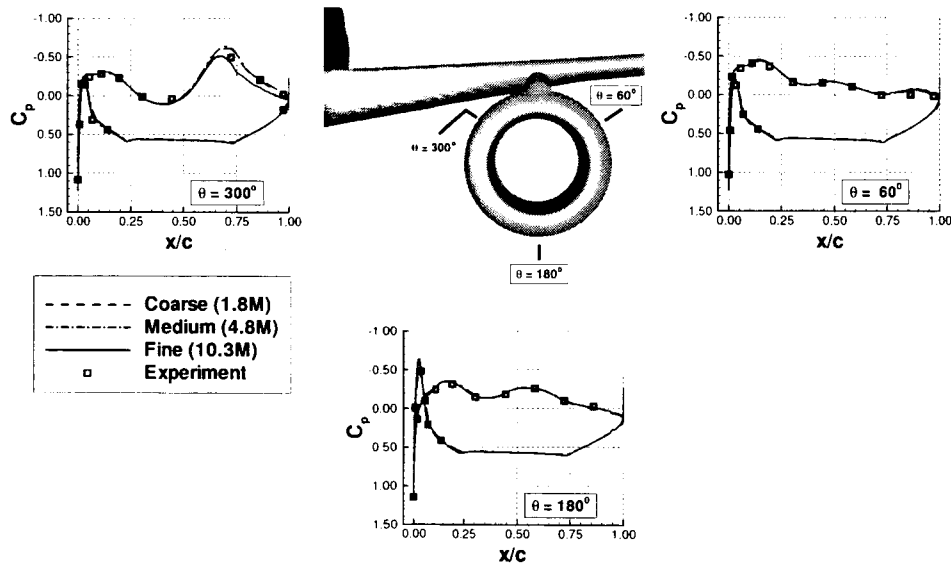 -1.00
-0.50
0.00
0.50
1.00
1.50
Cp
0.00 0.25 0.50 0.75 1.00
x/c
θ = 300°
θ = 60°
θ = 300°
θ = 180°
-1.00
-0.50
0.00
0.50
1.00
1.50
Cp
0.00 0.25 0.50 0.75 1.00
x/c
θ = 60°
Coarse (1.8M)
Medium (4.8M)
Fine (10.3M)
Experiment
-1.00
-0.50
0.00
0.50
1.00
1.50
Cp
0.00 0.25 0.50 0.75 1.00
x/c
θ = 180°